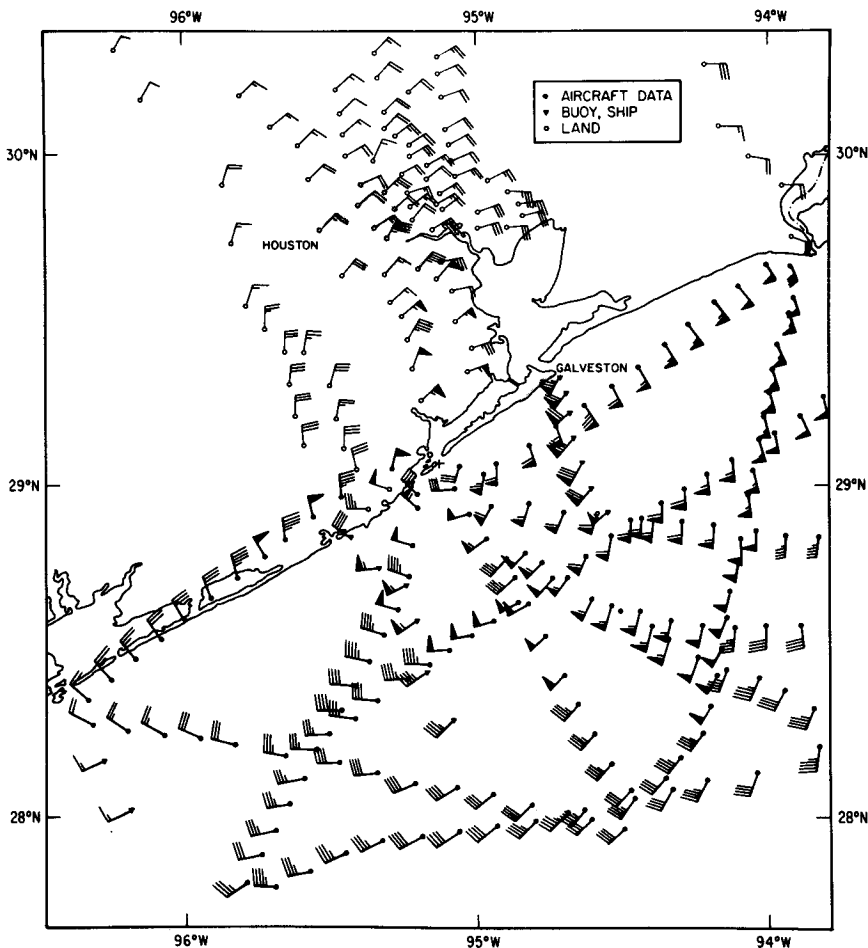 96°W
95°W
94°W
AIRCRAFT DATA
BUOY, SHIP
LAND
30°N
30°N
HOUSTON
GALVESTON
29°N
29°N
28°N
28°N
96°W
95°W
94°W